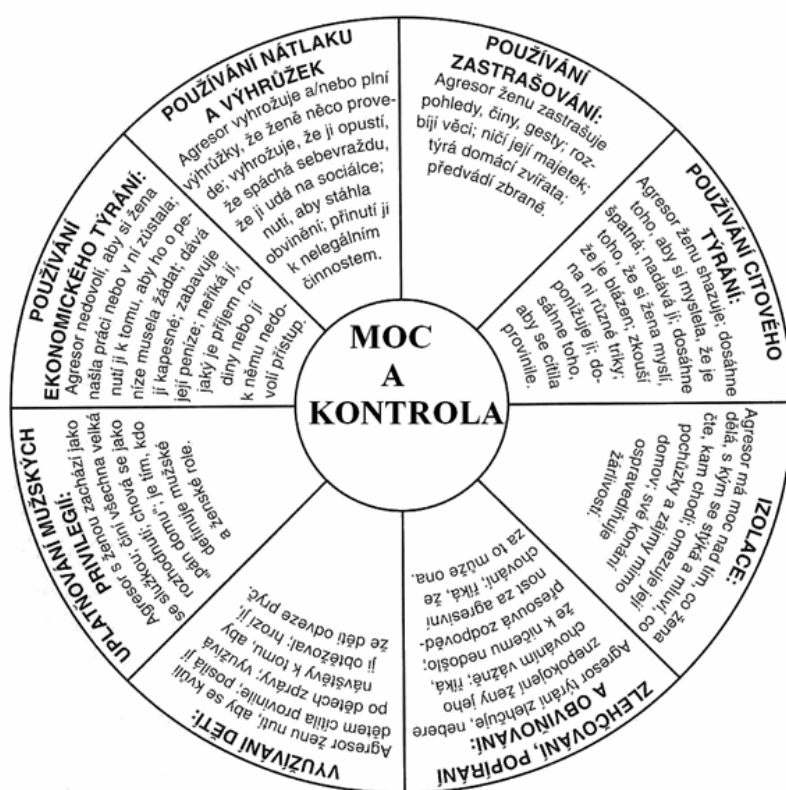 POUŽÍVÁNÍ NÁTLAKU
A VÝHRŮŽEK
Agresor vyhrožuje a/nebo plní
výhrůžky, že ženě něco prove-
de; vyhrožuje, že ji opustí,
že spáchá sebevraždu,
že ji udá na sociálce;
nutí, aby stáhla
obvinění; přinutí ji
k nelegálním
činnostem.
POUŽÍVÁNÍ
ZASTRAŠOVÁNÍ:
Agresor ženu zastrašuje
pohledy, činy, gesty; roz-
bíjí věci; ničí její majetek;
týrá domácí zvířata;
předvádí zbraně.
POUŽÍVÁNÍ CITOVÉHO
TÝRÁNÍ:
Agresor ženu shazuje; dosáhne
toho, aby si myslela, že je
špatná; nadává jí; dosáhne
toho, že si žena myslí,
že je blázen; zkouší
na ni různé triky;
ponižuje ji; do-
sáhne toho,
aby se cítila
provinile.
IZOLACE:
Agresor má moc nad tím, co žena
dělá, s kým se stýká a mluví, co
čte, kam chodí; omezuje její
pochůzky a zájmy mimo
domov; své konání
ospravedlňuje
žárlivostí.
ZLEHČOVÁNÍ, POPÍRÁNÍ
A OBVIŇOVÁNÍ:
Agresor týrání zlehčuje, nebere
znepokojení ženy jeho
chováním vážně; říká,
že k ničemu nedošlo;
přesouvá zodpověd-
nost za agresivní
chování; říká, že
za to může ona.
VYUŽÍVÁNÍ DĚTÍ:
Agresor ženu nutí, aby se kvůli
dětem cítila provinile; posílá jí
po dětech zprávy; využívá
návštěvy k tomu, aby
ji obtěžoval; hrozí jí,
že děti odveze pryč.
UPLATŇOVÁNÍ MUŽSKÝCH
PRIVILEGIÍ:
Agresor s ženou zachází jako
se služkou; činí všechna velká
rozhodnutí; chová se jako
„pán domu“, je tím, kdo
definuje mužské
a ženské role.
POUŽÍVÁNÍ
EKONOMICKÉHO TÝRÁNÍ:
Agresor nedovolí, aby si žena
našla práci nebo v ní zůstala;
nutí ji k tomu, aby ho o pe-
níze musela žádat; dává
jí kapesné; zabavuje
její peníze; neříká jí,
jaký je příjem ro-
diny nebo jí
k němu nedo-
volí přístup.
MOC
A
KONTROLA